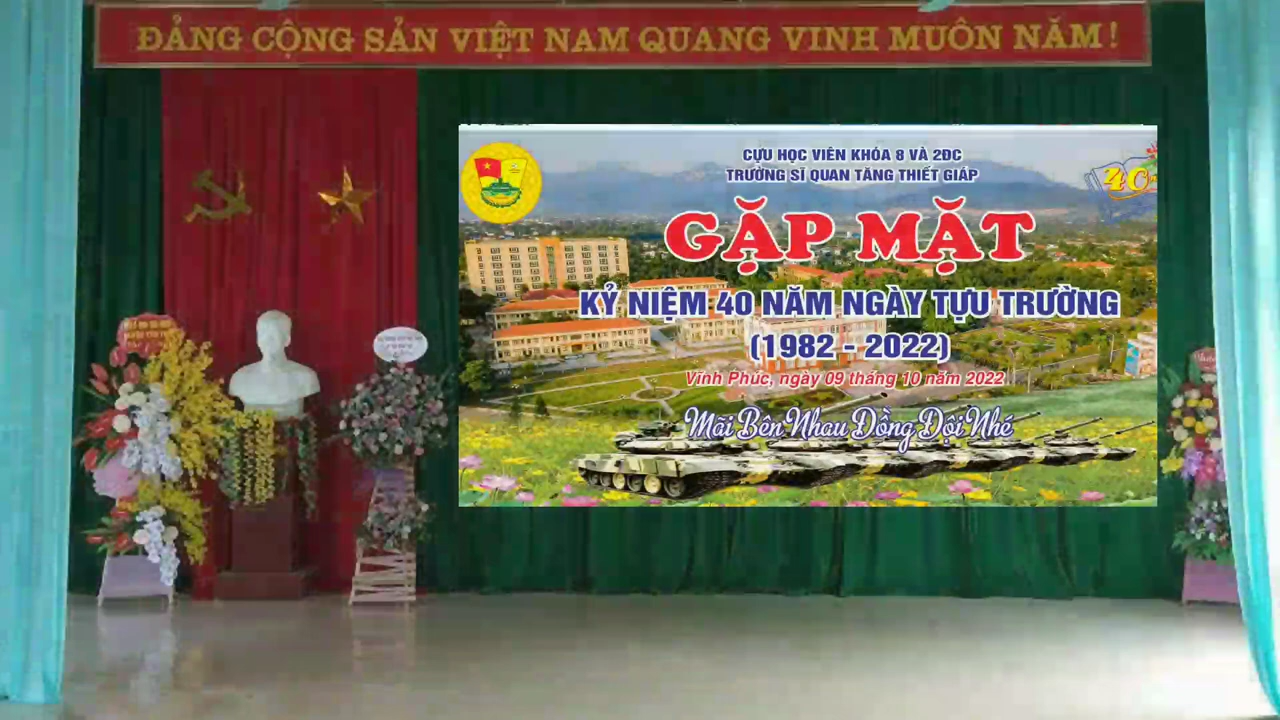 ĐẢNG CỘNG SẢN VIỆT NAM QUANG VINH MUÔN NĂM!
CỰU HỌC VIÊN KHÓA 8 VÀ 2ĐC
TRƯỜNG SĨ QUAN TĂNG THIẾT GIÁP
40
GẶP MẶT
KỶ NIỆM 40 NĂM NGÀY TỰU TRƯỜNG
(1982 - 2022)
Vĩnh Phúc, ngày 09 tháng 10 năm 2022
Mãi Bên Nhau Đồng Đội Nhé